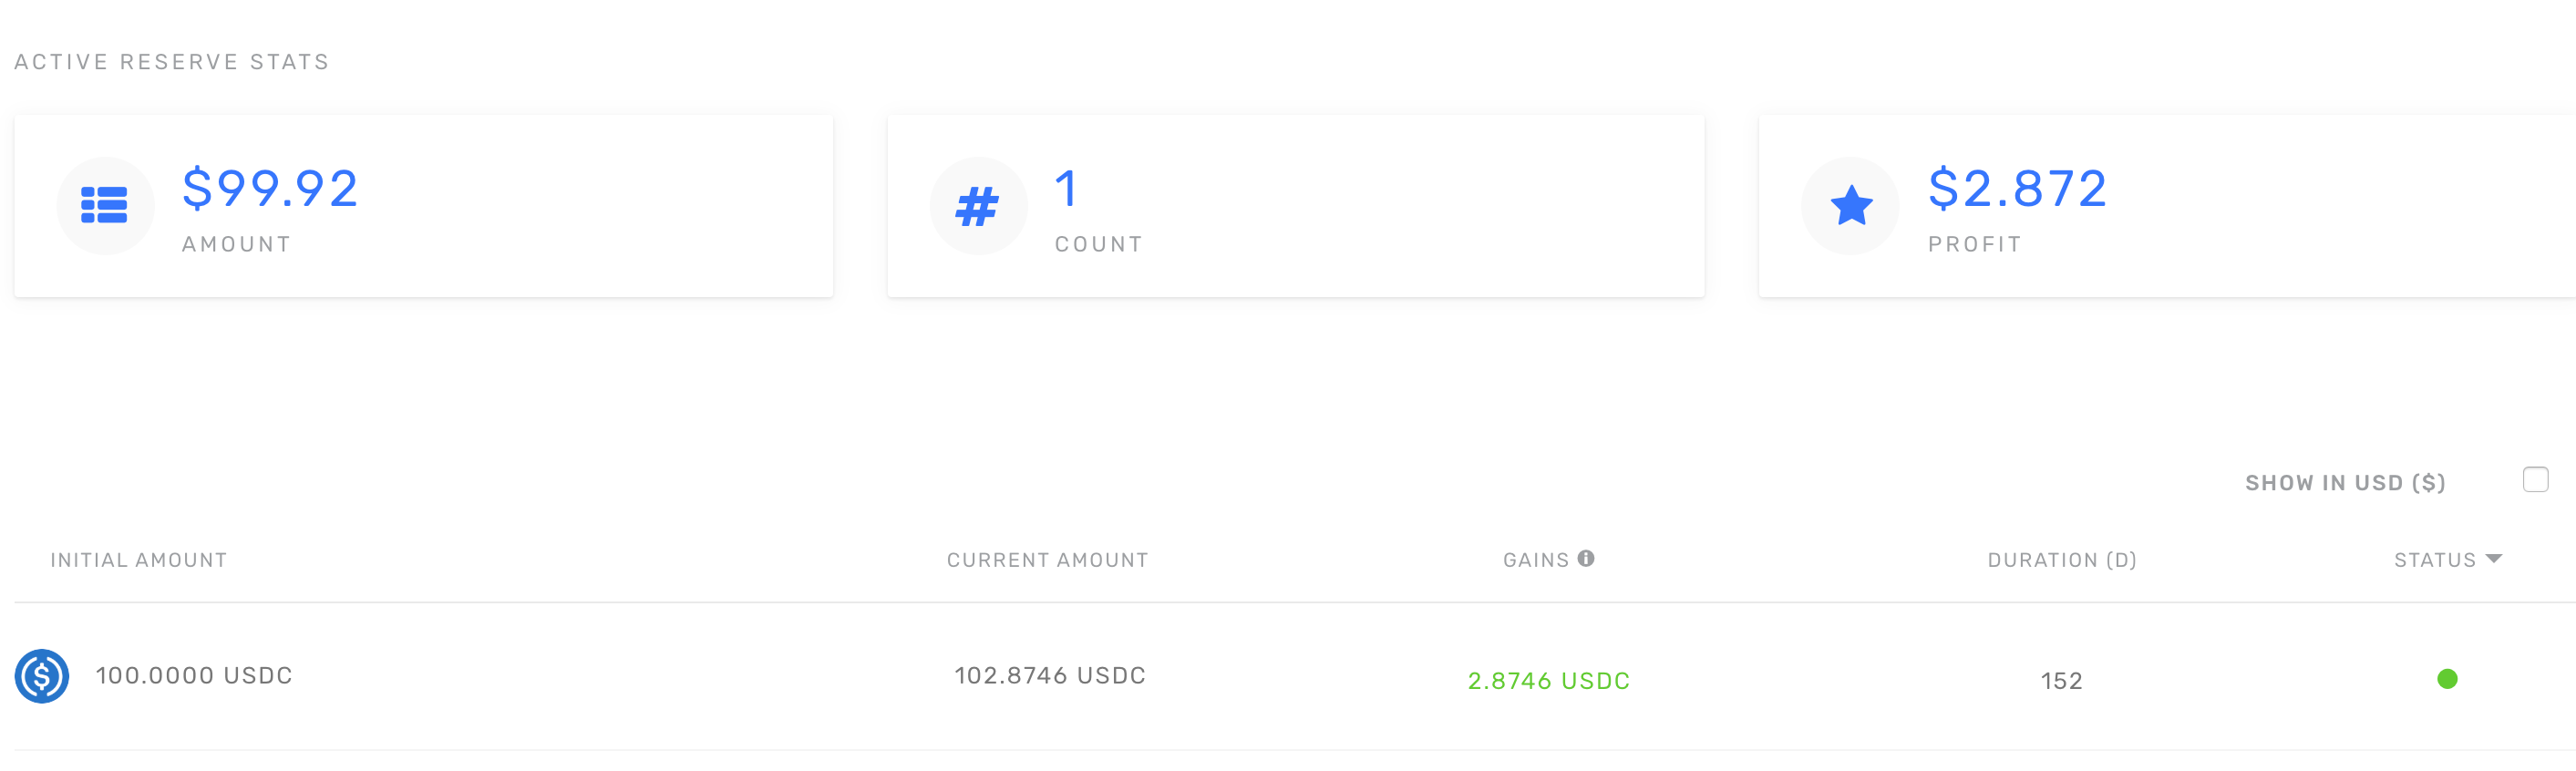 ACTIVE RESERVE STATS
$99.92
AMOUNT
1
COUNT
$2.872
PROFIT
SHOW IN USD ($)
INITIAL AMOUNT CURRENT AMOUNT GAINS DURATION (D) STATUS
100.0000 USDC 102.8746 USDC 2.8746 USDC 152